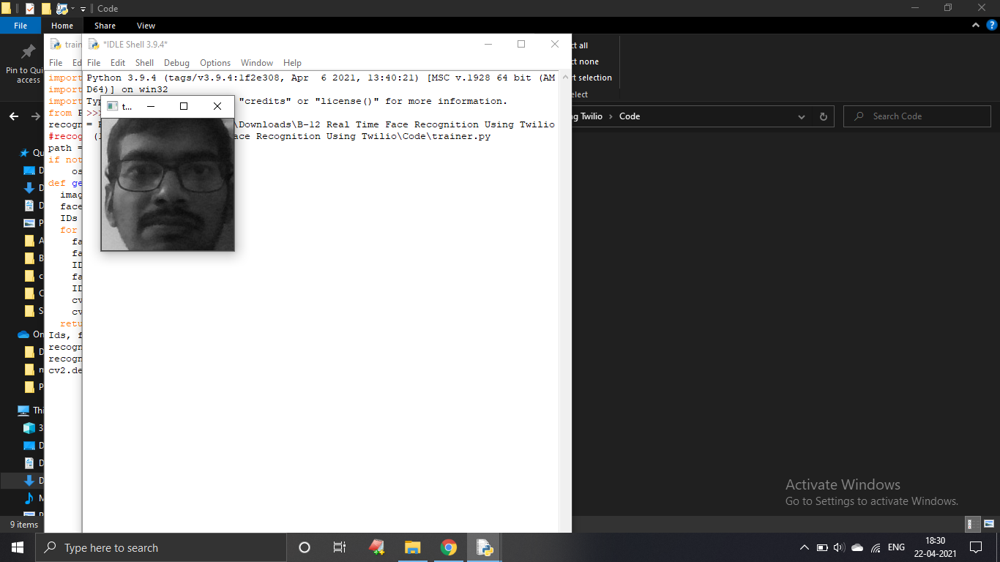 Code
File
Home
Share
View
Pin to Qui
access
ct all
ct none
rt selection
elect
ng Twilio
Code
Search Code
Qu
D
D
D
P
A
B
c
C
S
On
D
n
P
Thi
3
D
D
D
M
9 items
train
File Ed
import
import
import
from F
recogn
#recog
path =
if not
os
def ge
imag
face
IDs
for
fa
fa
ID
fa
ID
cv
cv
retu
Ids, f
recogn
recogn
cv2.de
*IDLE Shell 3.9.4*
File Edit Shell Debug Options Window Help
Python 3.9.4 (tags/v3.9.4:1f2e308, Apr 6 2021, 13:40:21) [MSC v.1928 64 bit (AM
D64)] on win32
Typ "credits" or "license()" for more information.
>>>
= \Downloads\B-12 Real Time Face Recognition Using Twilio
( ace Recognition Using Twilio\Code\trainer.py
t...
Activate Windows
Go to Settings to activate Windows.
Type here to search
ENG
18:30
22-04-2021